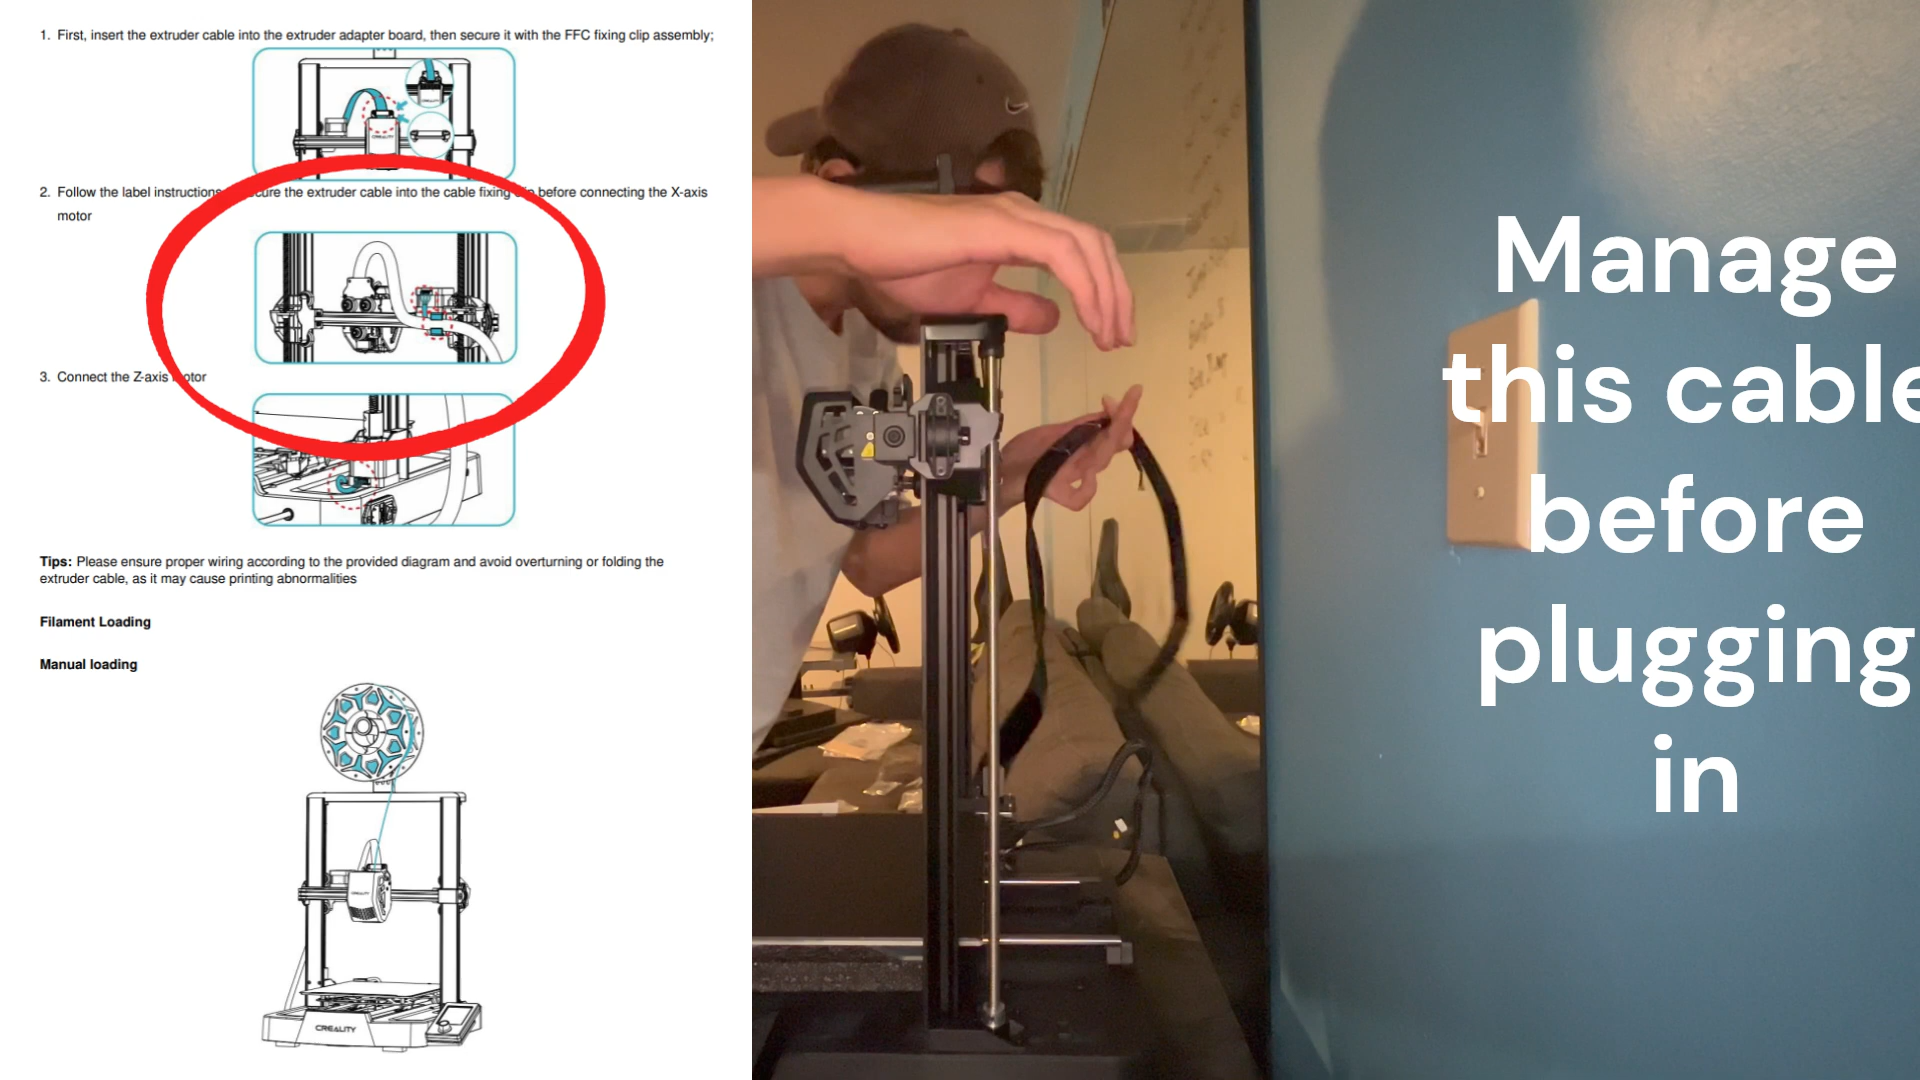 1. First, insert the extruder cable into the extruder adapter board, then secure it with the FFC fixing clip assembly;
CREALITY
2. Follow the label instructions secure the extruder cable into the cable fixing before connecting the X-axis
motor
3. Connect the Z-axis motor
Tips: Please ensure proper wiring according to the provided diagram and avoid overturning or folding the
extruder cable, as it may cause printing abnormalities
Filament Loading
Manual loading
CREALITY
Manage
this cable
before
plugging
in